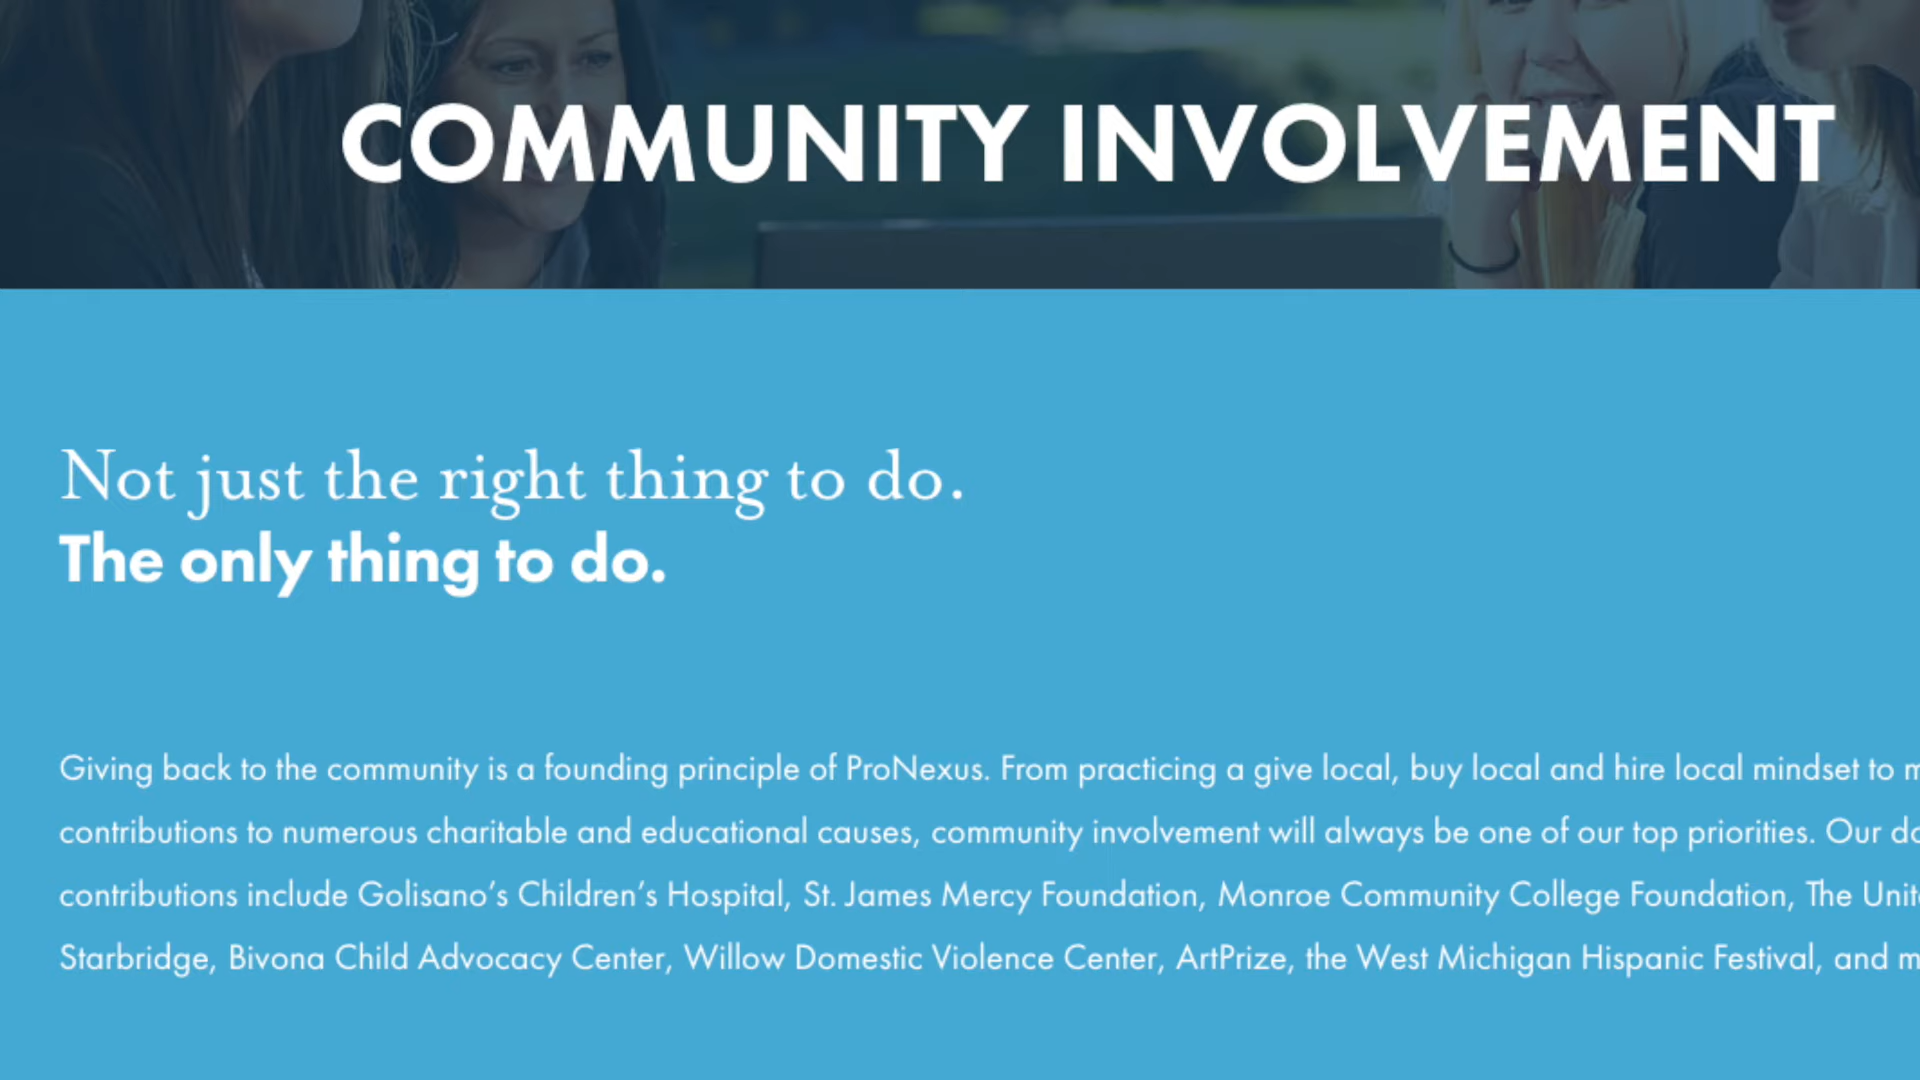 COMMUNITY INVOLVEMENT
Not just the right thing to do.
The only thing to do.
Giving back to the community is a founding principle of ProNexus. From practicing a give local, buy local and hire local mindset to
contributions to numerous charitable and educational causes, community involvement will always be one of our top priorities. Our
contributions include Golisano’s Children’s Hospital, St. James Mercy Foundation, Monroe Community College Foundation, The
Starbridge, Bivona Child Advocacy Center, Willow Domestic Violence Center, ArtPrize, the West Michigan Hispanic Festival, and